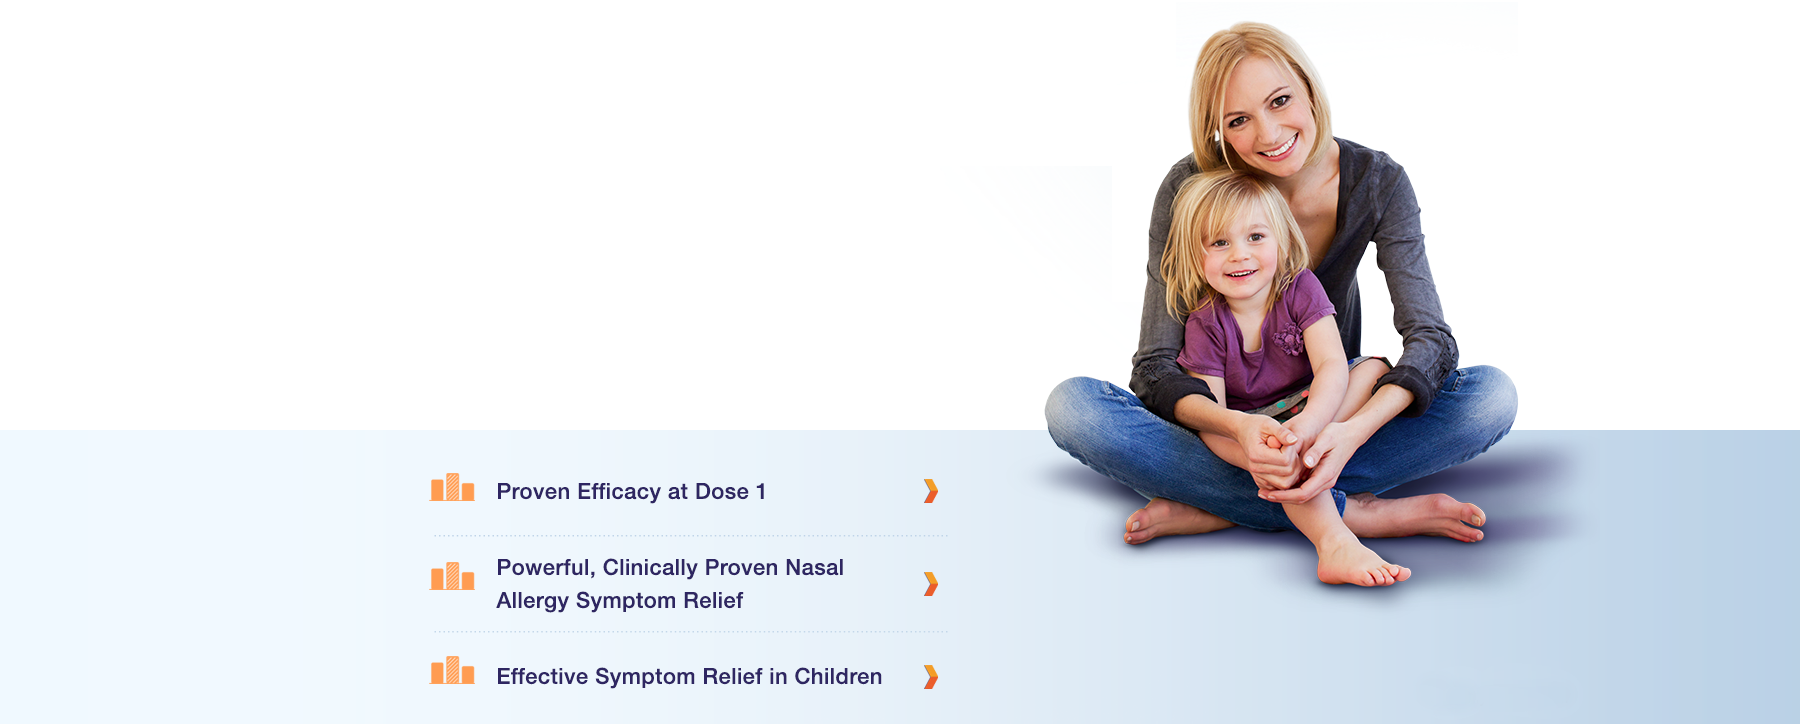 Proven Efficacy at Dose 1
Powerful, Clinically Proven Nasal
Allergy Symptom Relief
Effective Symptom Relief in Children